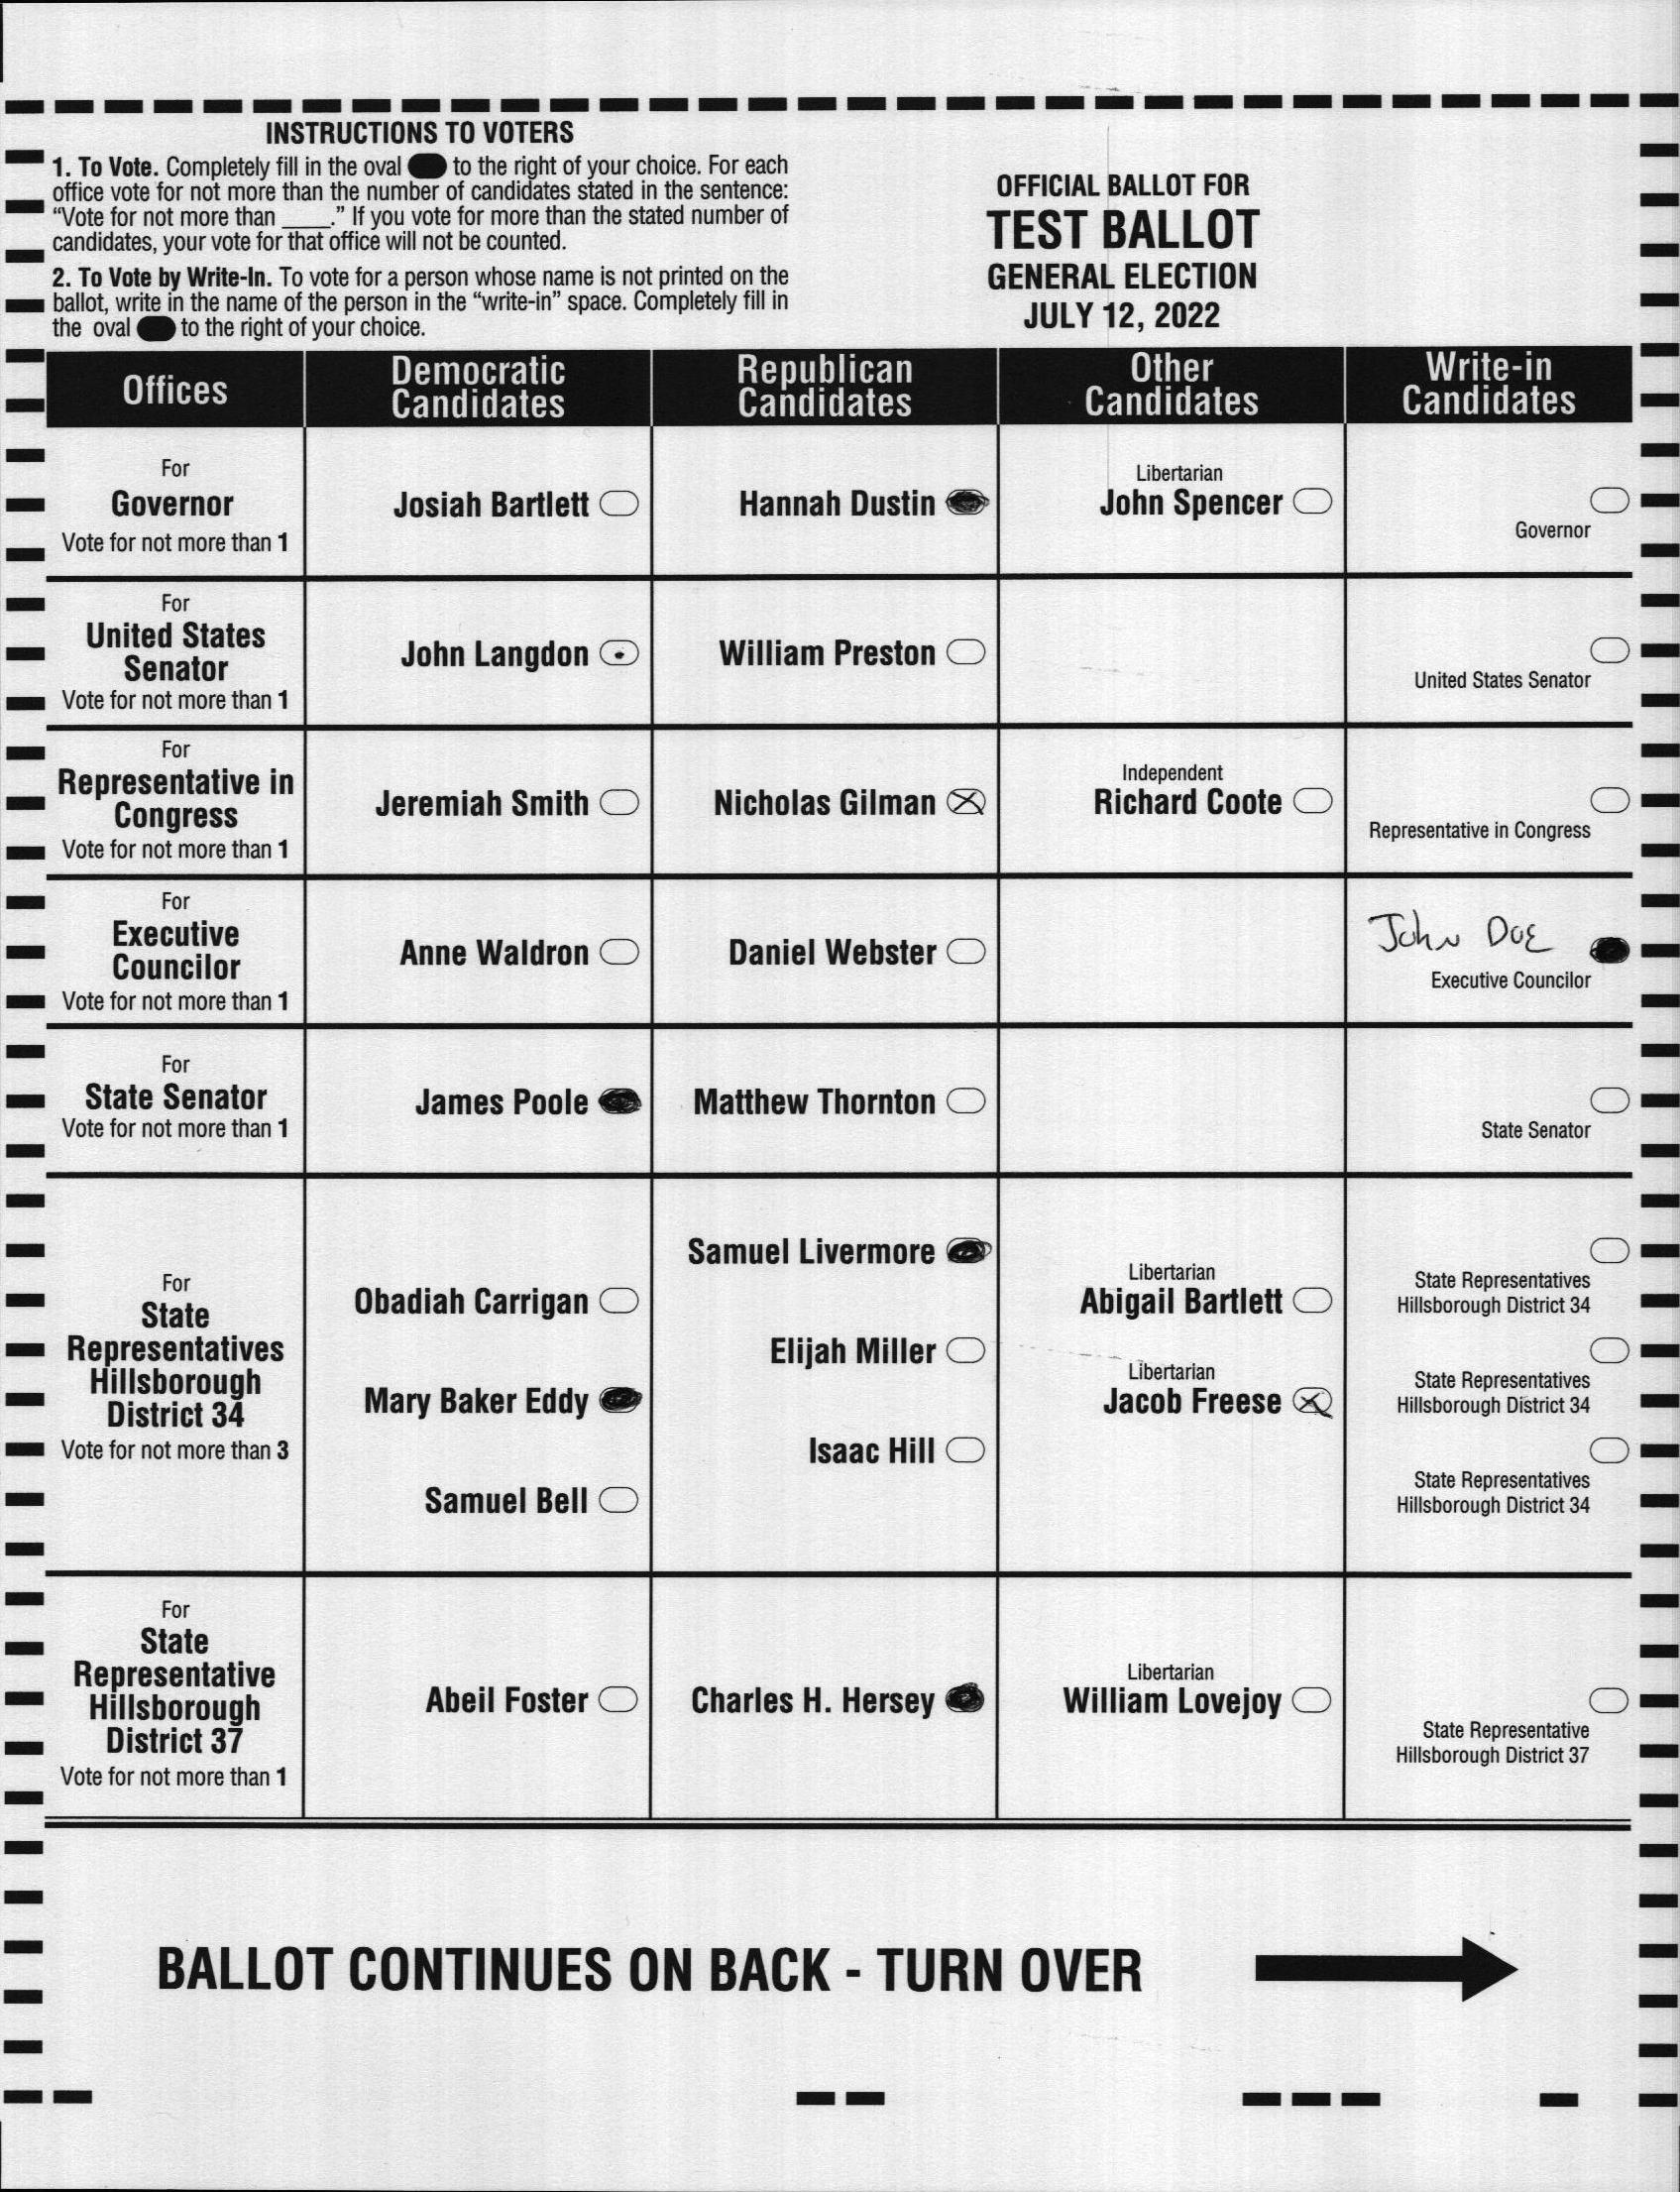 INSTRUCTIONS TO VOTERS
1. To Vote. Completely fill in the oval to the right of your choice. For each
office vote for not more than the number of candidates stated in the sentence:
“Vote for not more than ____.” If you vote for more than the stated number of
candidates, your vote for that office will not be counted.
2. To Vote by Write-In. To vote for a person whose name is not printed on the
ballot, write in the name of the person in the “write-in” space. Completely fill in
the oval to the right of your choice.
OFFICIAL BALLOT FOR
TEST BALLOT
GENERAL ELECTION
JULY 12, 2022
Offices
Democratic
Candidates
Republican
Candidates
Other
Candidates
Write-in
Candidates
For
Governor
Vote for not more than 1
Josiah Bartlett
Hannah Dustin
Libertarian
John Spencer
Governor
For
United States
Senator
Vote for not more than 1
John Langdon
William Preston
United States Senator
For
Representative in
Congress
Vote for not more than 1
Jeremiah Smith
Nicholas Gilman
Independent
Richard Coote
Representative in Congress
For
Executive
Councilor
Vote for not more than 1
Anne Waldron
Daniel Webster
John Doe
Executive Councilor
For
State Senator
Vote for not more than 1
James Poole
Matthew Thornton
State Senator
For
State
Representatives
Hillsborough
District 34
Vote for not more than 3
Obadiah Carrigan
Mary Baker Eddy
Samuel Bell
Samuel Livermore
Elijah Miller
Isaac Hill
Libertarian
Abigail Bartlett
Libertarian
Jacob Freese
State Representatives
Hillsborough District 34
State Representatives
Hillsborough District 34
State Representatives
Hillsborough District 34
For
State
Representative
Hillsborough
District 37
Vote for not more than 1
Abeil Foster
Charles H. Hersey
Libertarian
William Lovejoy
State Representative
Hillsborough District 37
BALLOT CONTINUES ON BACK - TURN OVER